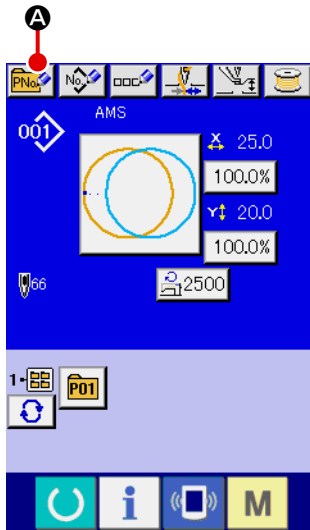 A
PNo. No.
AMS
001
X 25.0
100.0%
Y 20.0
100.0%
66
2500
1-
P01
i
M